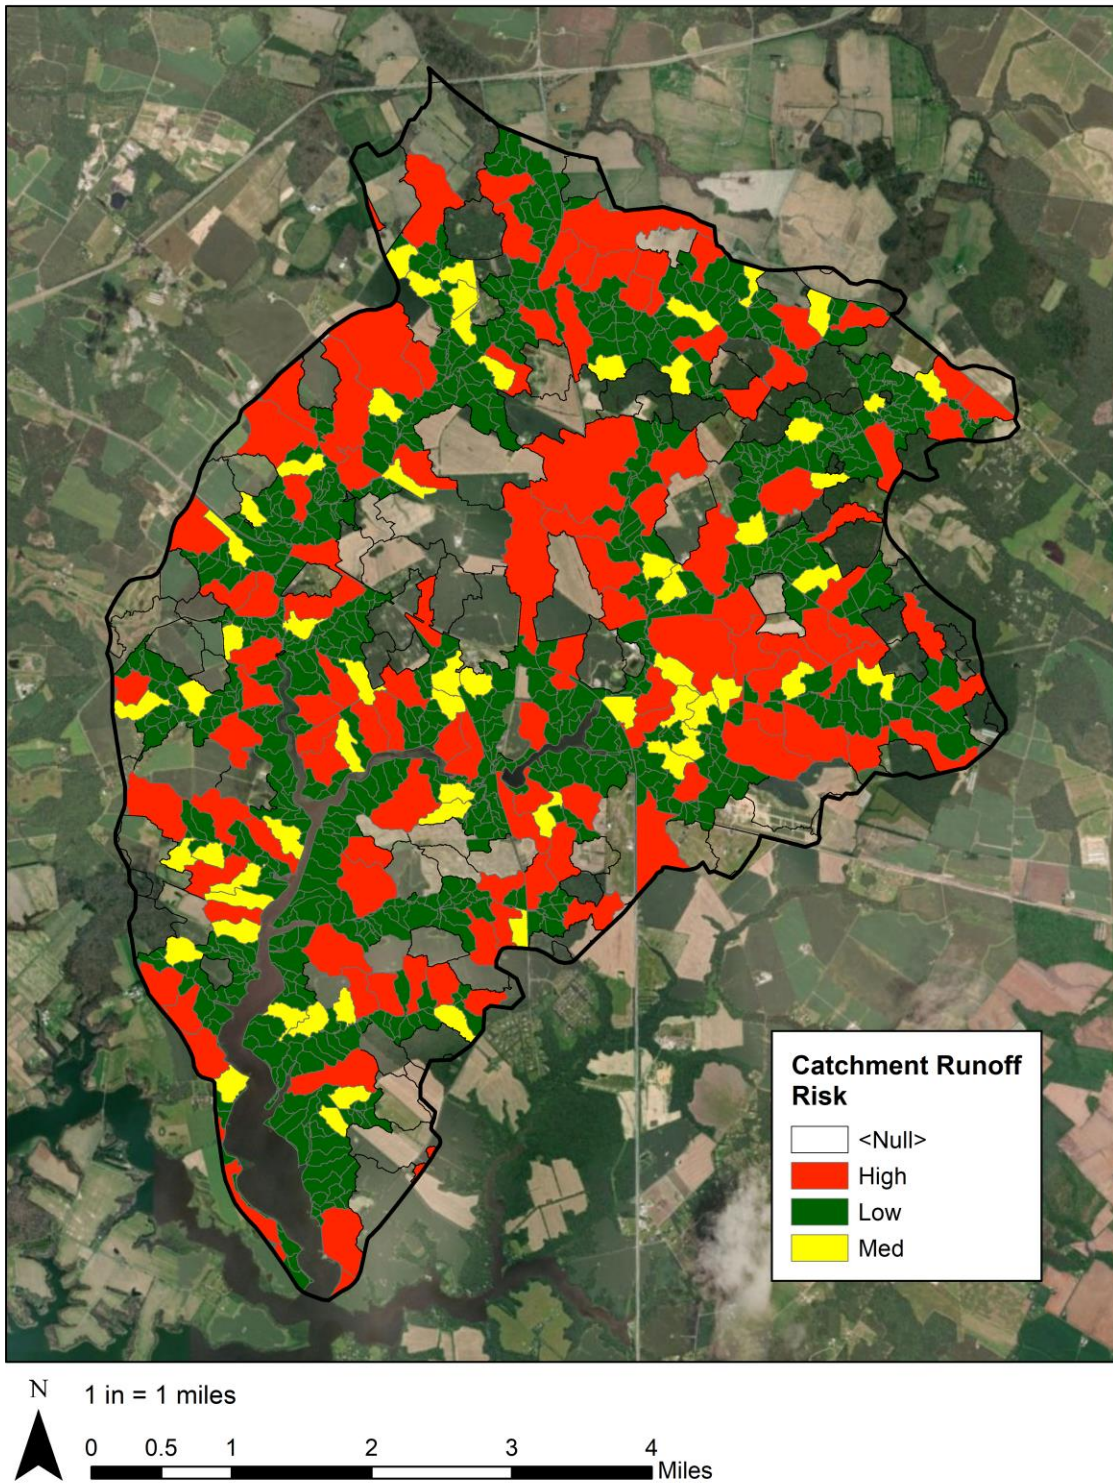 Catchment Runoff
Risk
<Null>
High
Low
Med
N
1 in = 1 miles
0 0.5 1 2 3 4
Miles